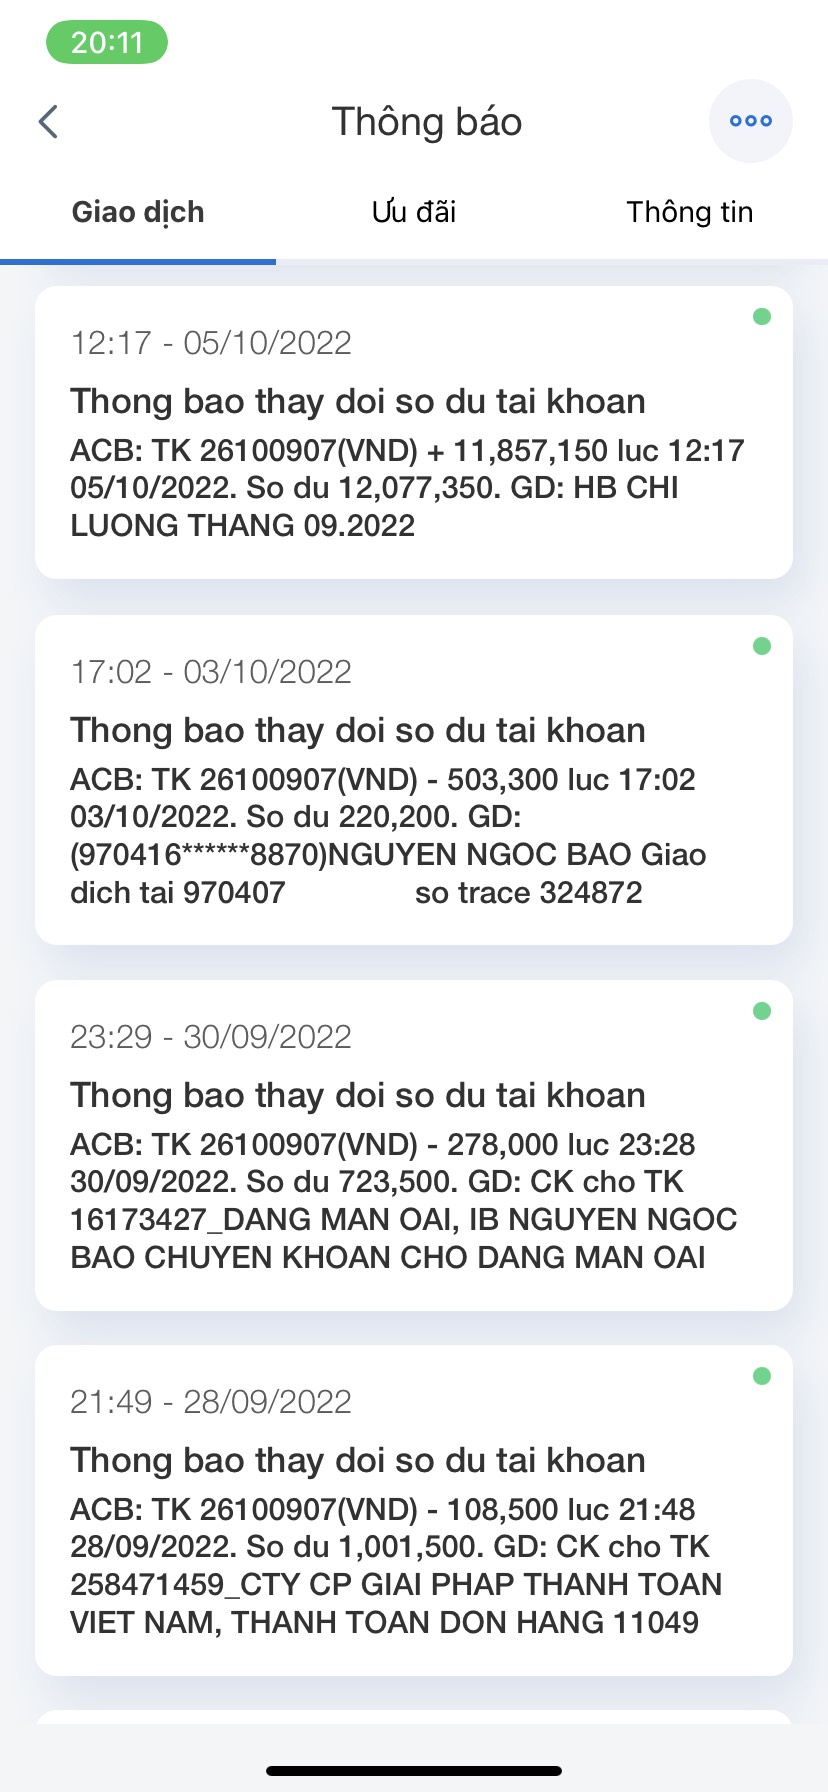 20:11
Thông báo
Giao dịch
Ưu đãi
Thông tin
12:17 - 05/10/2022
Thong bao thay doi so du tai khoan
ACB: TK 26100907(VND) + 11,857,150 luc 12:17
05/10/2022. So du 12,077,350. GD: HB CHI
LUONG THANG 09.2022
17:02 - 03/10/2022
Thong bao thay doi so du tai khoan
ACB: TK 26100907(VND) - 503,300 luc 17:02
03/10/2022. So du 220,200. GD:
(970416******8870)NGUYEN NGOC BAO Giao
dich tai 970407 so trace 324872
23:29 - 30/09/2022
Thong bao thay doi so du tai khoan
ACB: TK 26100907(VND) - 278,000 luc 23:28
30/09/2022. So du 723,500. GD: CK cho TK
16173427_DANG MAN OAI, IB NGUYEN NGOC
BAO CHUYEN KHOAN CHO DANG MAN OAI
21:49 - 28/09/2022
Thong bao thay doi so du tai khoan
ACB: TK 26100907(VND) - 108,500 luc 21:48
28/09/2022. So du 1,001,500. GD: CK cho TK
258471459_CTY CP GIAI PHAP THANH TOAN
VIET NAM, THANH TOAN DON HANG 11049